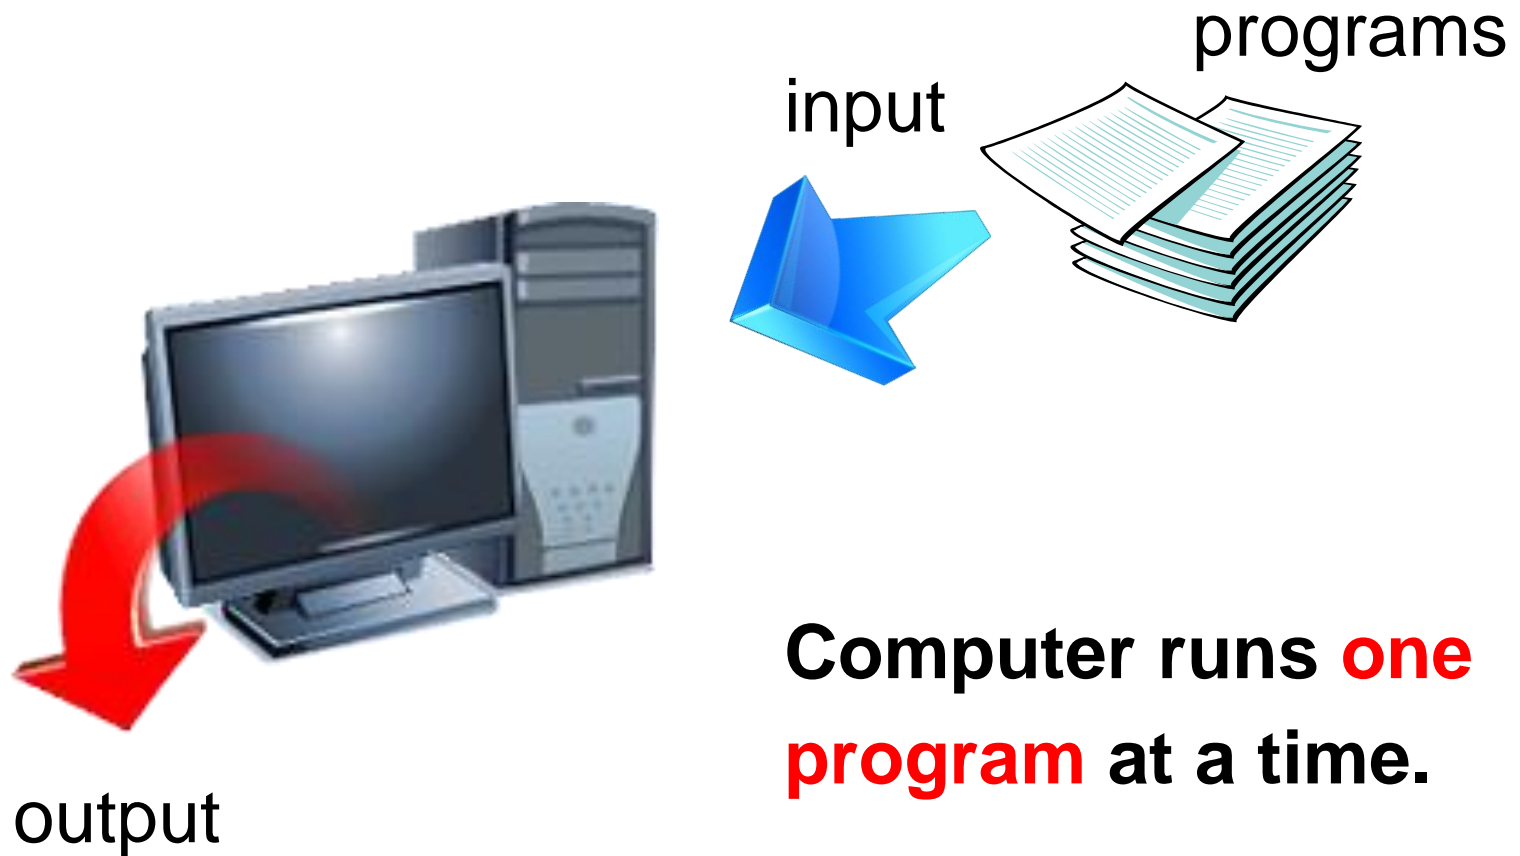 programs
input
Computer runs one
program at a time.
output